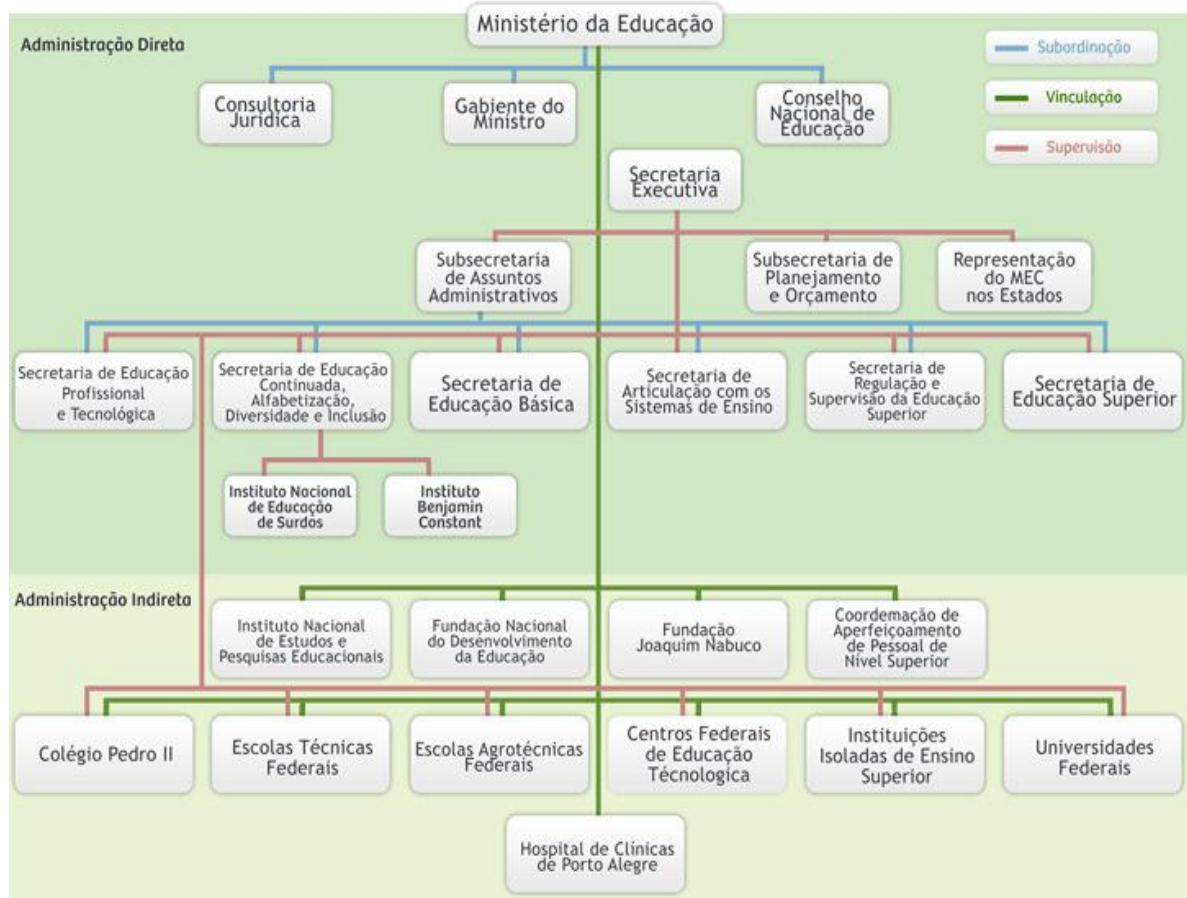 Ministério da Educação
Administração Direta
Subordinação
Vinculação
Supervisão
Consultoria
Jurídica
Gabiente do
Ministro
Conselho
Nacional de
Educação
Secretaria
Executiva
Subsecretaria
de Assuntos
Administrativos
Subsecretaria de
Planejamento
e Orçamento
Representação
do MEC
nos Estados
Secretaria de Educação
Profissional
e Tecnológica
Secretaria de Educação
Continuada,
Alfabetização,
Diversidade e Inclusão
Secretaria de
Educação Básica
Secretaria de
Articulação com os
Sistemas de Ensino
Secretaria de
Regulação e
Supervisão da Educação
Superior
Secretaria de
Educação Superior
Instituto Nacional
de Educação
de Surdos
Instituto
Benjamin
Constant
Administração Indireta
Instituto Nacional
de Estudos e
Pesquisas Educacionais
Fundação Nacional
do Desenvolvimento
da Educação
Fundação
Joaquim Nabuco
Coordemação de
Aperfeiçoamento
de Pessoal de
Nível Superior
Colégio Pedro II
Escolas Técnicas
Federais
Escolas Agrotécnicas
Federais
Centros Federais
de Educação
Técnologica
Instituições
Isoladas de Ensino
Superior
Universidades
Federais
Hospital de Clínicas
de Porto Alegre